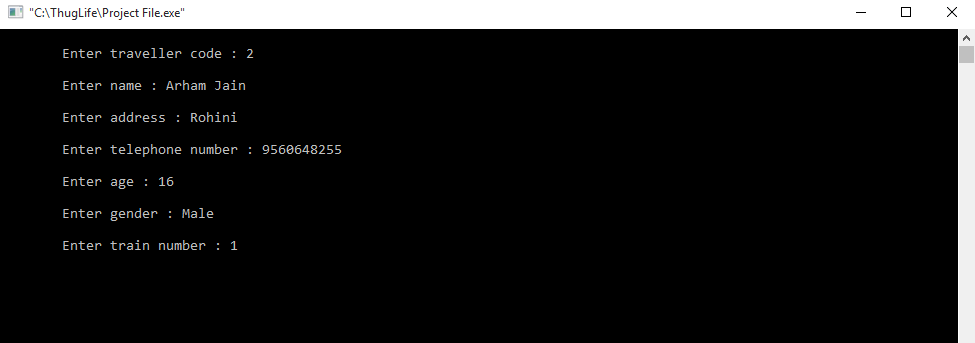 "C:\ThugLife\Project File.exe"
Enter traveller code : 2
Enter name : Arham Jain
Enter address : Rohini
Enter telephone number : 9560648255
Enter age : 16
Enter gender : Male
Enter train number : 1